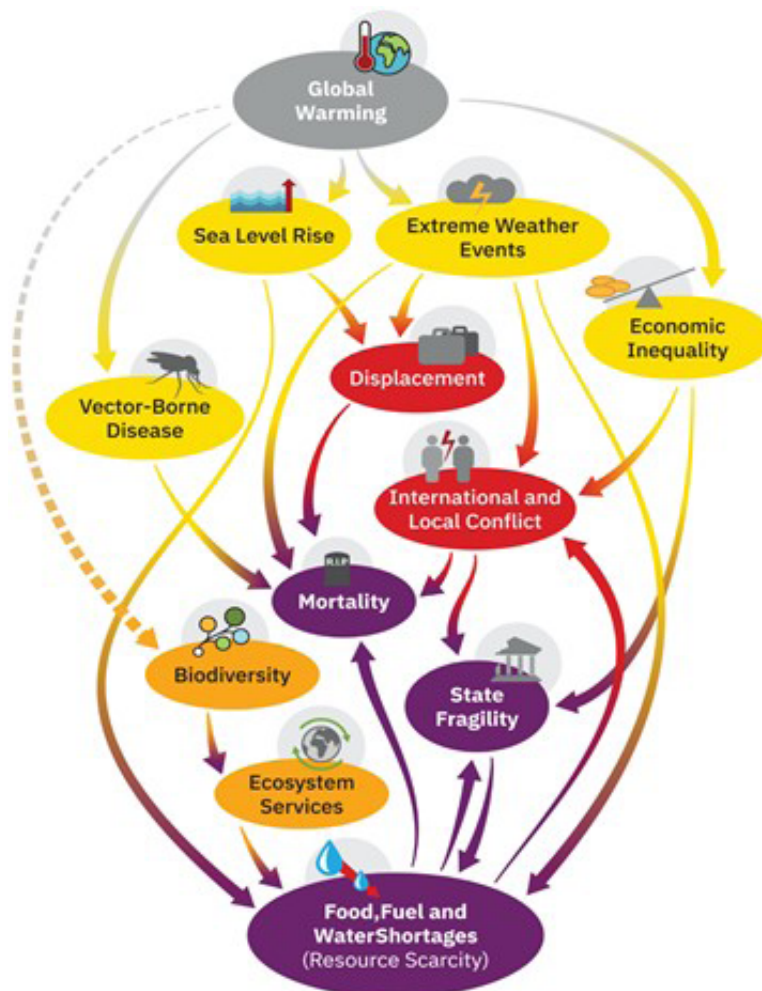 Global
Warming
Sea Level Rise
Extreme Weather
Events
Economic
Inequality
Displacement
Vector-Borne
Disease
International and
Local Conflict
R.I.P
Mortality
Biodiversity
State
Fragility
Ecosystem
Services
Food,Fuel and
WaterShortages
(Resource Scarcity)